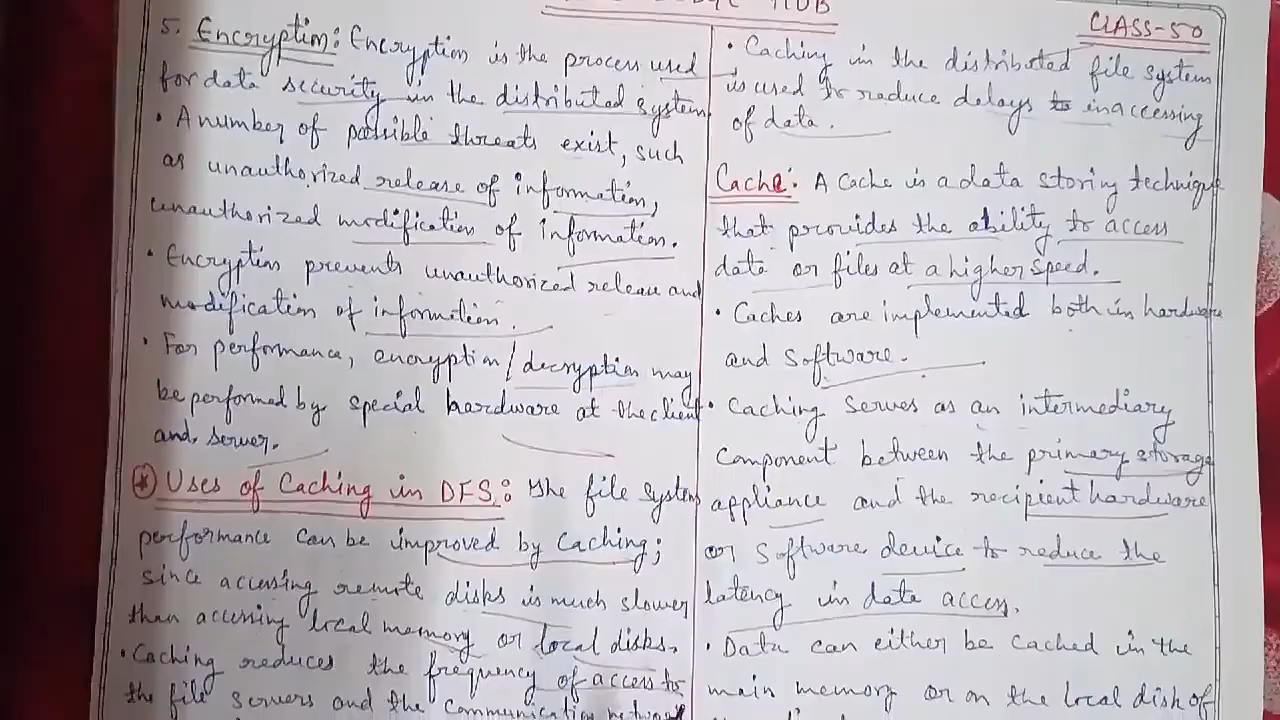 HUB
CLASS-50
5. Encryption: Encryption is the process used
for data security in the distributed system
• A number of possible threats exist, such
as unauthorized release of information,
unauthorized modification of information.
• Encryption prevents unauthorized release and
modification of information.
• For performance, encryption/decryption may
be performed by special hardware at the client
and server.
* Uses of Caching in DFS: The file system
performance can be improved by Caching;
since accessing remote disks is much slower
than accessing local memory or local disks.
• Caching reduces the frequency of access to
the file servers and the communication network
• Caching in the distributed file system
is used to reduce delays to in accessing
of data.
Cache: A cache is a data storing technique
that provides the ability to access
data or files at a higher speed.
• Caches are implemented both in hardware
and software.
• Caching serves as an intermediary
component between the primary storage
appliance and the recipient hardware
or software device to reduce the
latency in data access.
• Data can either be cached in the
main memory or on the local disk of